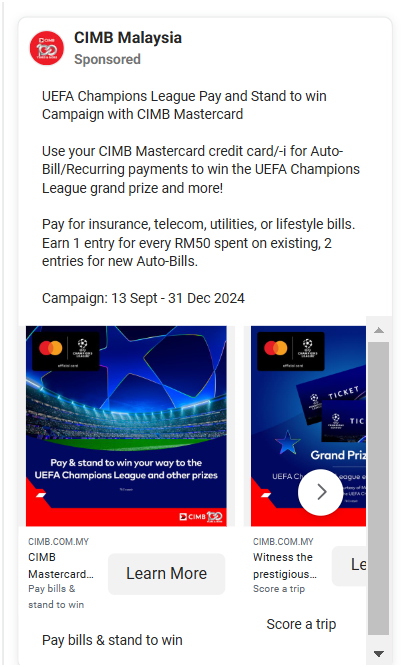 CIMB Malaysia
Sponsored
UEFA Champions League Pay and Stand to win
Campaign with CIMB Mastercard
Use your CIMB Mastercard credit card/-i for Auto-
Bill/Recurring payments to win the UEFA Champions
League grand prize and more!
Pay for insurance, telecom, utilities, or lifestyle bills.
Earn 1 entry for every RM50 spent on existing, 2
entries for new Auto-Bills.
Campaign: 13 Sept - 31 Dec 2024
CHAMPIONS
LEAGUE
Pay & stand to win your way to the
UEFA Champions League and other prizes
CIMB
TICKET
TICKET
Grand Priz
UEFA Champions League e
CIMB.COM.MY
CIMB
Mastercard...
Pay bills &
stand to win
Learn More
Pay bills & stand to win
CIMB.COM.MY
Witness the
prestigious...
Score a trip
Le
Score a trip